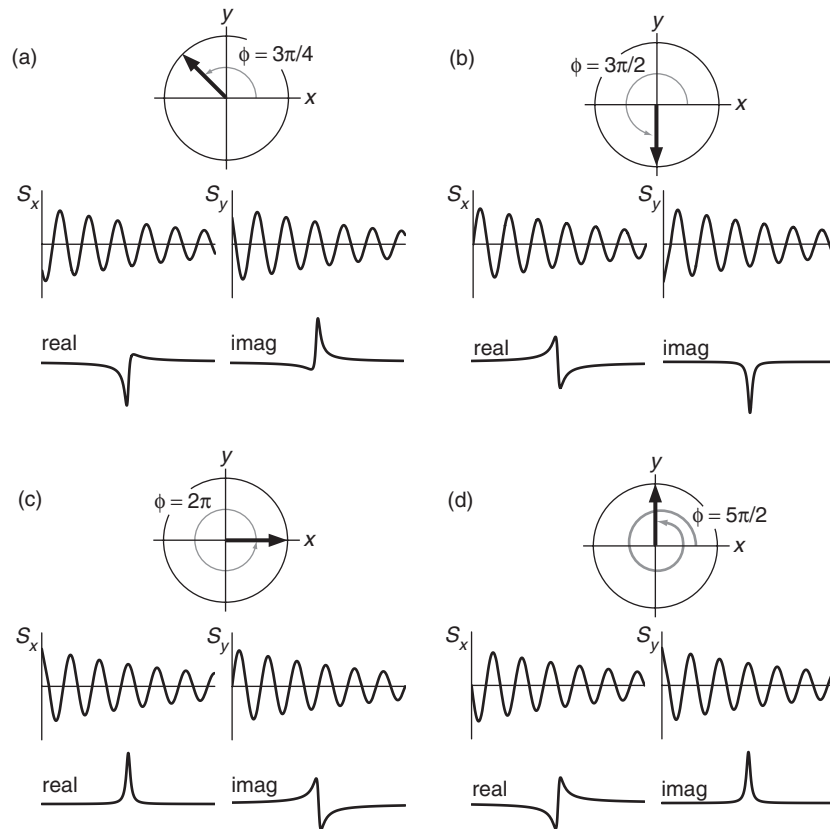 (a)
y
ϕ = 3π/4
x
Sx
Sy
real
imag
(b)
y
ϕ = 3π/2
x
Sx
Sy
real
imag
(c)
y
ϕ = 2π
x
Sx
Sy
real
imag
(d)
y
ϕ = 5π/2
x
Sx
Sy
real
imag